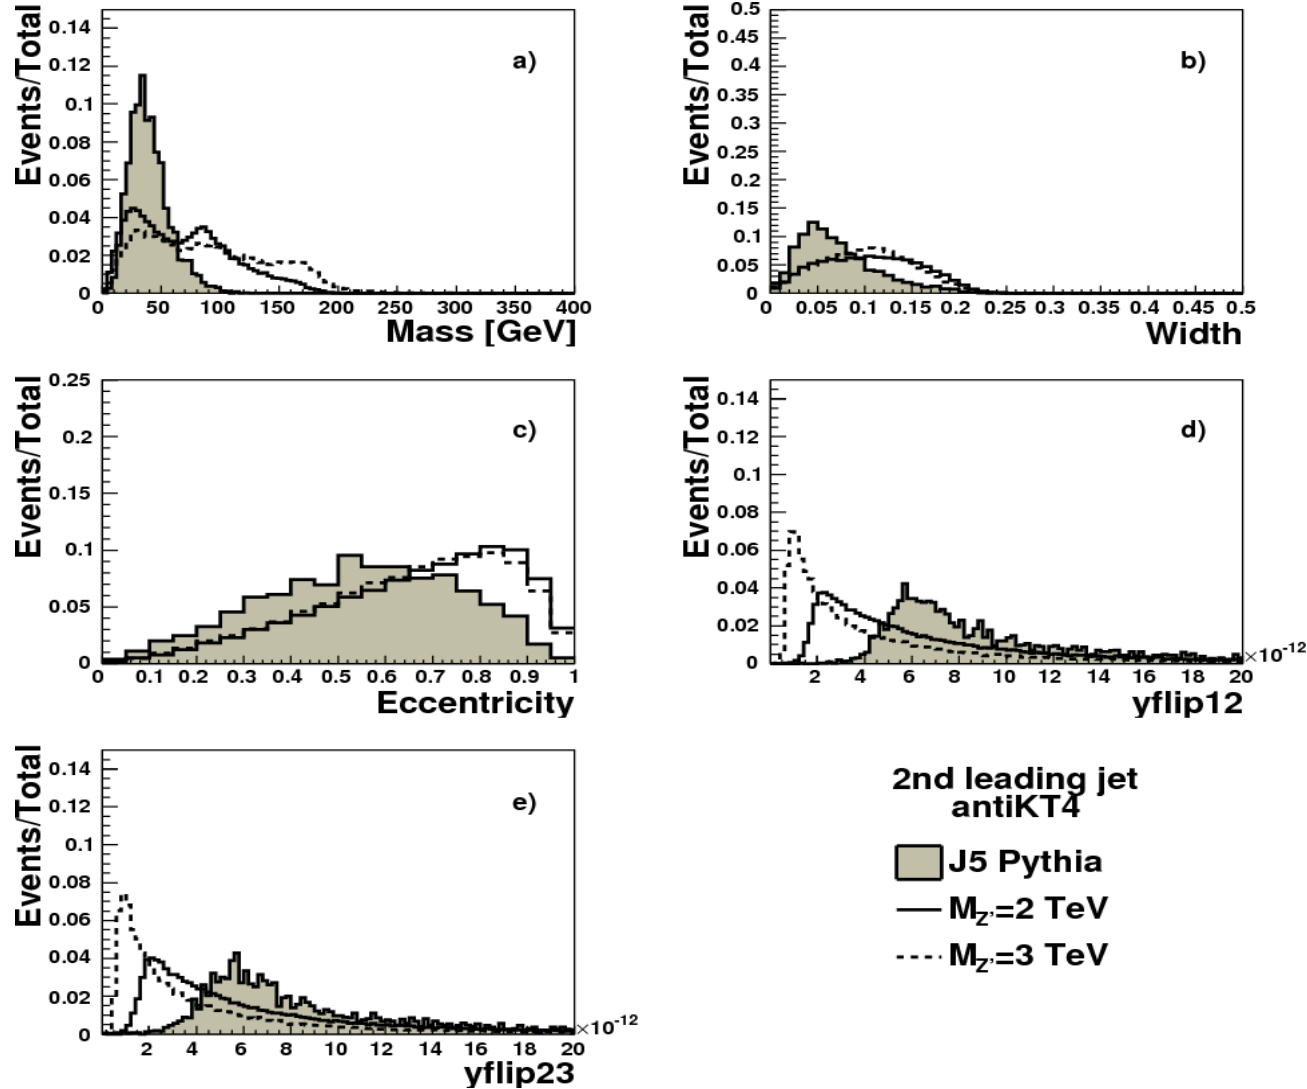 Events/Total
0.14
0.12
0.1
0.08
0.06
0.04
0.02
0
a)
0 50 100 150 200 250 300 350 400
Mass [GeV]
Events/Total
0.5
0.45
0.4
0.35
0.3
0.25
0.2
0.15
0.1
0.05
0
b)
0 0.05 0.1 0.15 0.2 0.25 0.3 0.35 0.4 0.45 0.5
Width
Events/Total
0.25
0.2
0.15
0.1
0.05
0
c)
0 0.1 0.2 0.3 0.4 0.5 0.6 0.7 0.8 0.9 1
Eccentricity
Events/Total
0.14
0.12
0.1
0.08
0.06
0.04
0.02
0
d)
2 4 6 8 10 12 14 16 18 20
×10⁻¹²
yflip12
Events/Total
0.14
0.12
0.1
0.08
0.06
0.04
0.02
0
e)
2 4 6 8 10 12 14 16 18 20
×10⁻¹²
yflip23
2nd leading jet
antiKT4
J5 Pythia
M_Z'=2 TeV
M_Z'=3 TeV